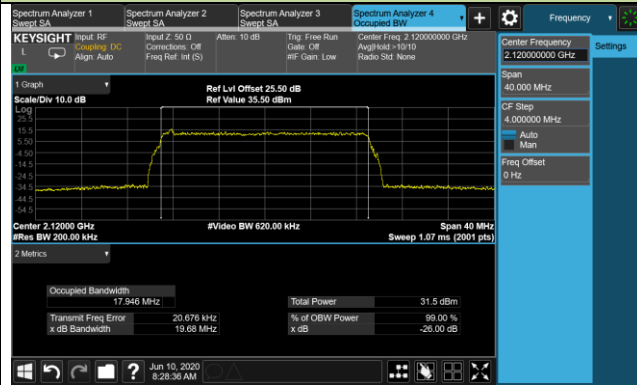 Spectrum Analyzer 1
Swept SA
Spectrum Analyzer 2
Swept SA
Spectrum Analyzer 3
Swept SA
Spectrum Analyzer 4
Occupied BW
Frequency
KEYSIGHT
L
Input: RF
Coupling: DC
Align: Auto
Input Z: 50 Ω
Corrections: Off
Freq Ref: Int (S)
Atten: 10 dB
Trig: Free Run
Gate: Off
#IF Gain: Low
Center Freq: 2.120000000 GHz
Avg|Hold:>10/10
Radio Std: None
Center Frequency
2.120000000 GHz
Settings
Span
40.000 MHz
CF Step
4.000000 MHz
Auto
Man
Freq Offset
0 Hz
1 Graph
Scale/Div 10.0 dB
Ref Lvl Offset 25.50 dB
Ref Value 35.50 dBm
Log
25.5
15.5
5.50
-4.50
-14.5
-24.5
-34.5
-44.5
-54.5
Center 2.12000 GHz
#Res BW 200.00 kHz
#Video BW 620.00 kHz
Span 40 MHz
Sweep 1.07 ms (2001 pts)
2 Metrics
Occupied Bandwidth
17.946 MHz
Total Power 31.5 dBm
Transmit Freq Error 20.676 kHz
% of OBW Power 99.00 %
x dB Bandwidth 19.68 MHz
x dB -26.00 dB
?
Jun 10, 2020
8:28:36 AM